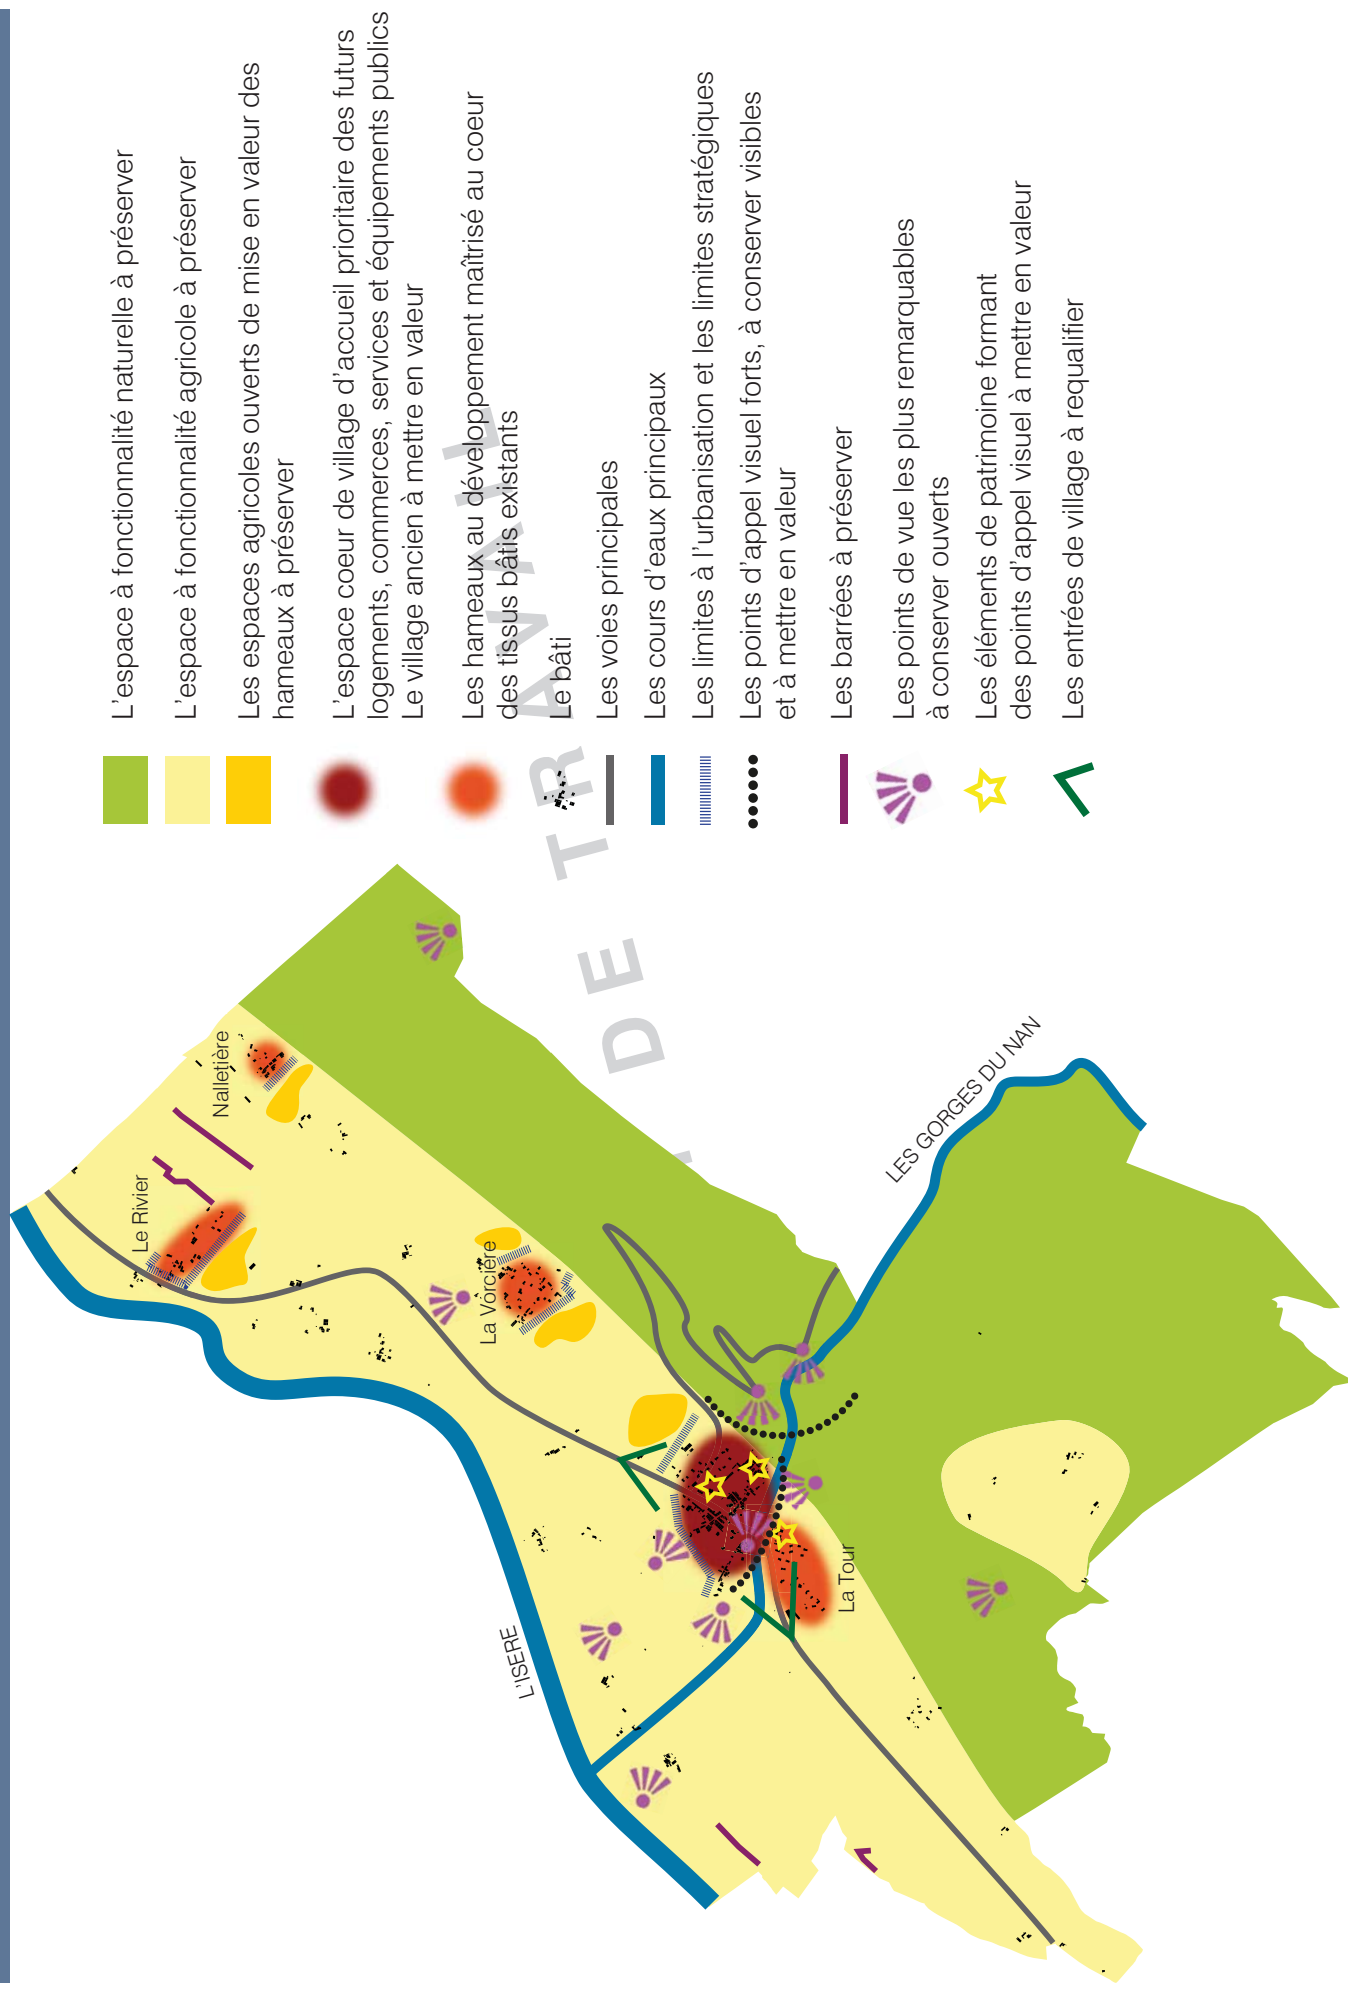 L'espace à fonctionnalité naturelle à préserver
L'espace à fonctionnalité agricole à préserver
Les espaces agricoles ouverts de mise en valeur des
hameaux à préserver
L'espace coeur de village d'accueil prioritaire des futurs
logements, commerces, services et équipements publics
Le village ancien à mettre en valeur
Les hameaux au développement maîtrisé au coeur
des tissus bâtis existants
Le bâti
Les voies principales
Les cours d'eaux principaux
Les limites à l'urbanisation et les limites stratégiques
Les points d'appel visuel forts, à conserver visibles
et à mettre en valeur
Les barrées à préserver
Les points de vue les plus remarquables
à conserver ouverts
Les éléments de patrimoine formant
des points d'appel visuel à mettre en valeur
Les entrées de village à requalifier
Nalletière
Le Rivier
La Vorcière
L'ISERE
La Tour
LES GORGES DU NAN
DE TRAVAIL